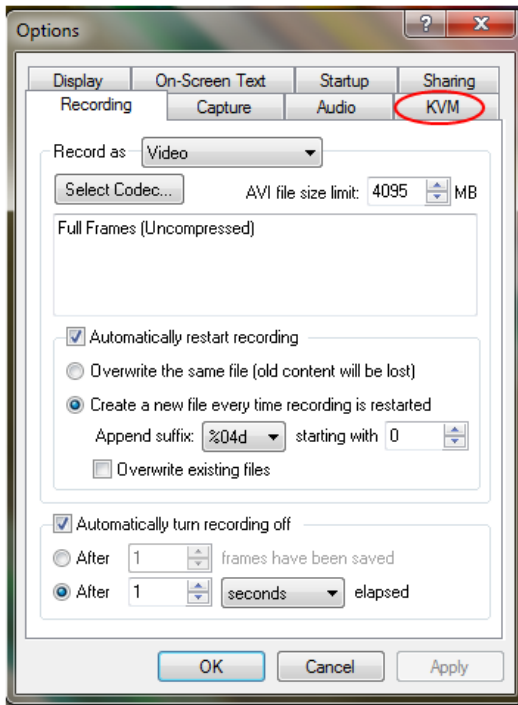 Options
Display On-Screen Text Startup Sharing
Recording Capture Audio KVM
Record as Video
Select Codec... AVI file size limit: 4095 MB
Full Frames (Uncompressed)
Automatically restart recording
Overwrite the same file (old content will be lost)
Create a new file every time recording is restarted
Append suffix: %04d starting with 0
Overwrite existing files
Automatically turn recording off
After 1 frames have been saved
After 1 seconds elapsed
OK Cancel Apply